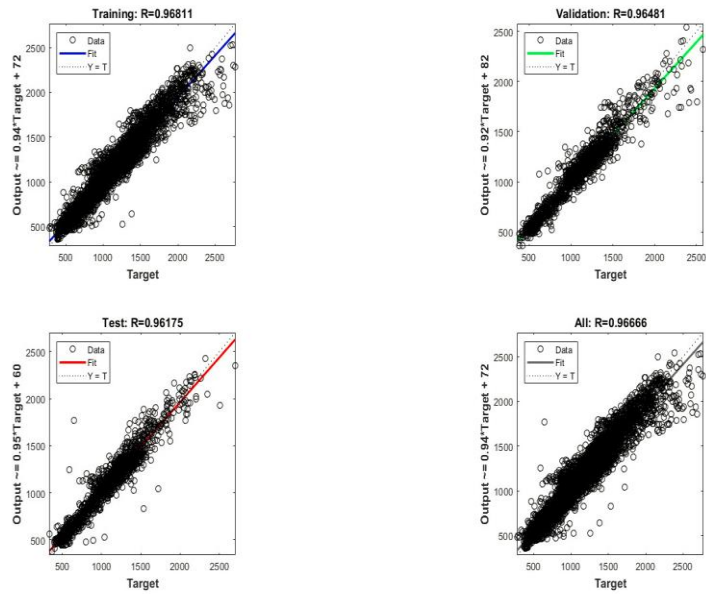 Training: R=0.96811
Output ~= 0.94*Target + 72
2500
2000
1500
1000
500
Data
Fit
Y = T
500 1000 1500 2000 2500
Target
Validation: R=0.96481
Output ~= 0.92*Target + 82
2500
2000
1500
1000
500
Data
Fit
Y = T
500 1000 1500 2000 2500
Target
Test: R=0.96175
Output ~= 0.95*Target + 60
2500
2000
1500
1000
500
Data
Fit
Y = T
500 1000 1500 2000 2500
Target
All: R=0.96666
Output ~= 0.94*Target + 72
2500
2000
1500
1000
500
Data
Fit
Y = T
500 1000 1500 2000 2500
Target